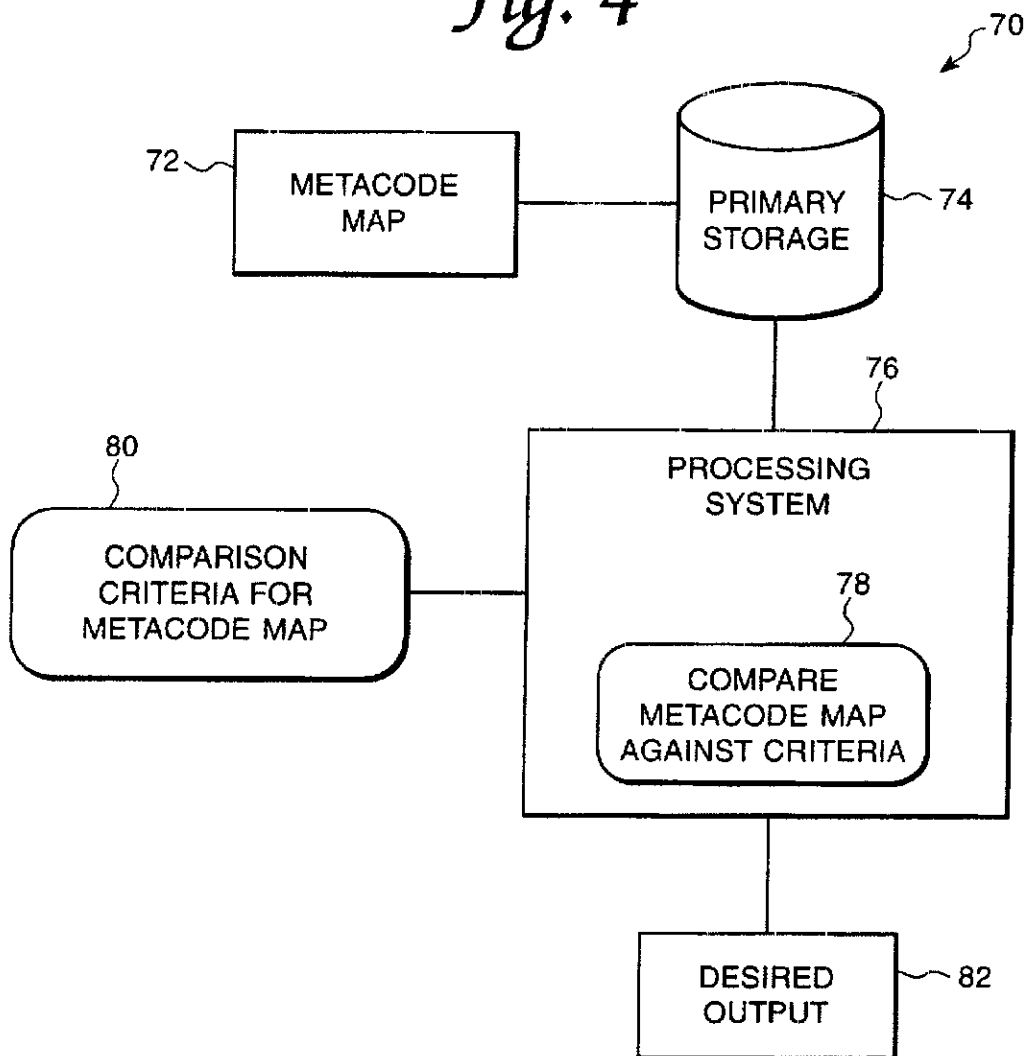 Fig. 4
70
72
METACODE
MAP
PRIMARY
STORAGE
74
76
PROCESSING
SYSTEM
80
COMPARISON
CRITERIA FOR
METACODE MAP
78
COMPARE
METACODE MAP
AGAINST CRITERIA
DESIRED
OUTPUT
82